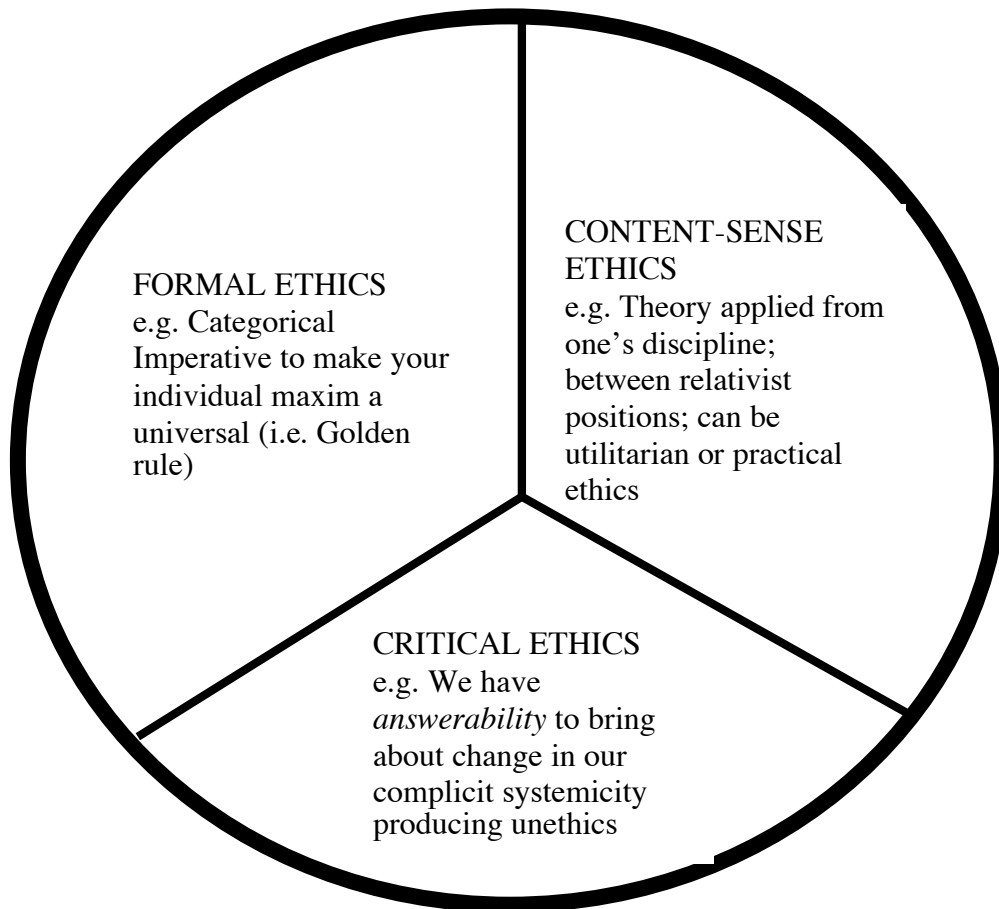 FORMAL ETHICS
e.g. Categorical
Imperative to make your
individual maxim a
universal (i.e. Golden
rule)
CONTENT-SENSE
ETHICS
e.g. Theory applied from
one’s discipline;
between relativist
positions; can be
utilitarian or practical
ethics
CRITICAL ETHICS
e.g. We have
answerability to bring
about change in our
complicit systemicity
producing unethics